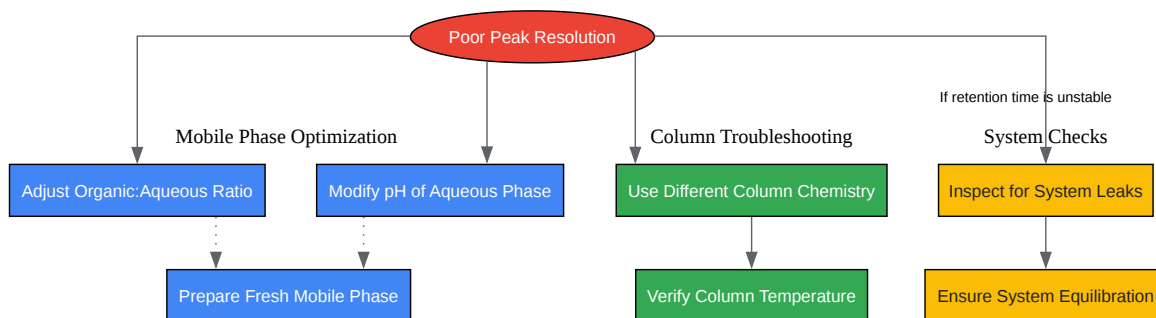 Poor Peak Resolution
If retention time is unstable
Mobile Phase Optimization
Column Troubleshooting
System Checks
Adjust Organic:Aqueous Ratio
Modify pH of Aqueous Phase
Use Different Column Chemistry
Inspect for System Leaks
Prepare Fresh Mobile Phase
Verify Column Temperature
Ensure System Equilibration